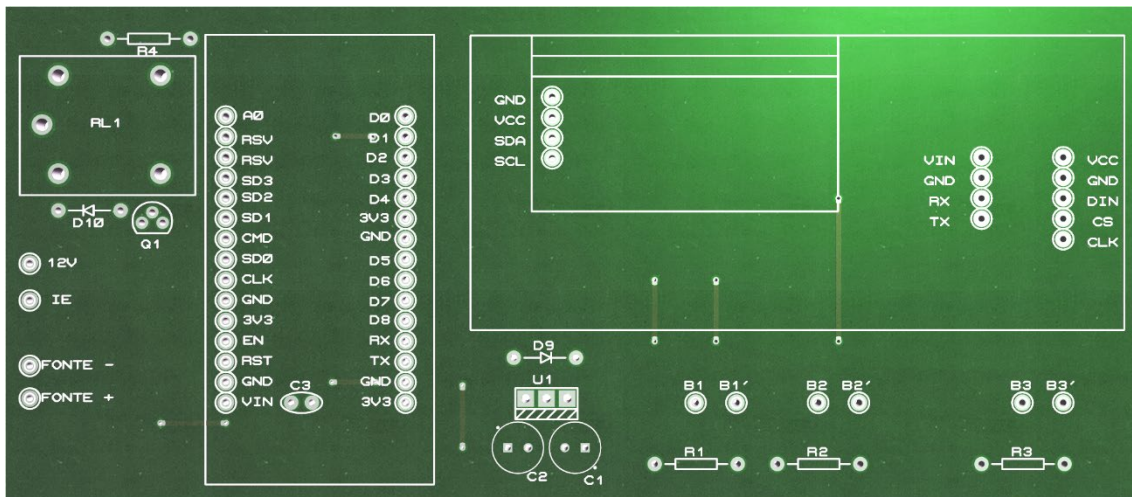 R4
RL1
D10
Q1
12V
IE
FONTE -
FONTE +
A0
RSV
RSV
SD3
SD2
SD1
CMD
SD0
CLK
GND
3V3
EN
RST
GND
VIN
D0
D1
D2
D3
D4
3V3
GND
D5
D6
D7
D8
RX
TX
GND
3V3
C3
GND
VCC
SDA
SCL
VIN
GND
RX
TX
VCC
GND
DIN
CS
CLK
D9
U1
C2
C1
B1 B1'
B2 B2'
B3 B3'
R1
R2
R3